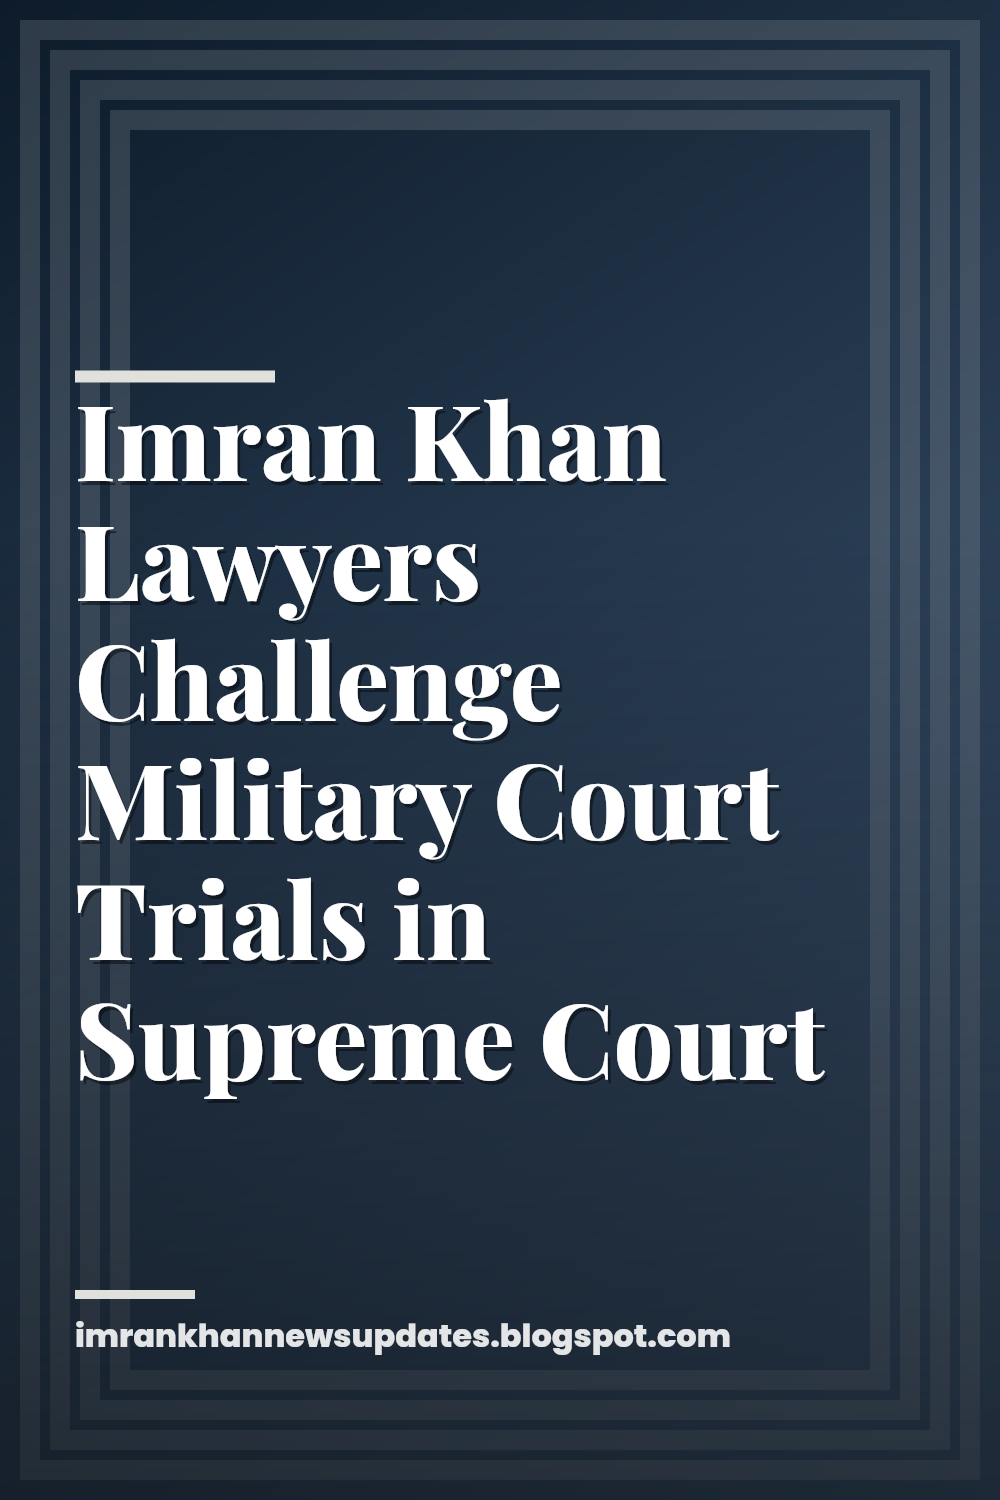 Imran Khan
Lawyers
Challenge
Military Court
Trials in
Supreme Court
imrankhannewsupdates.blogspot.com